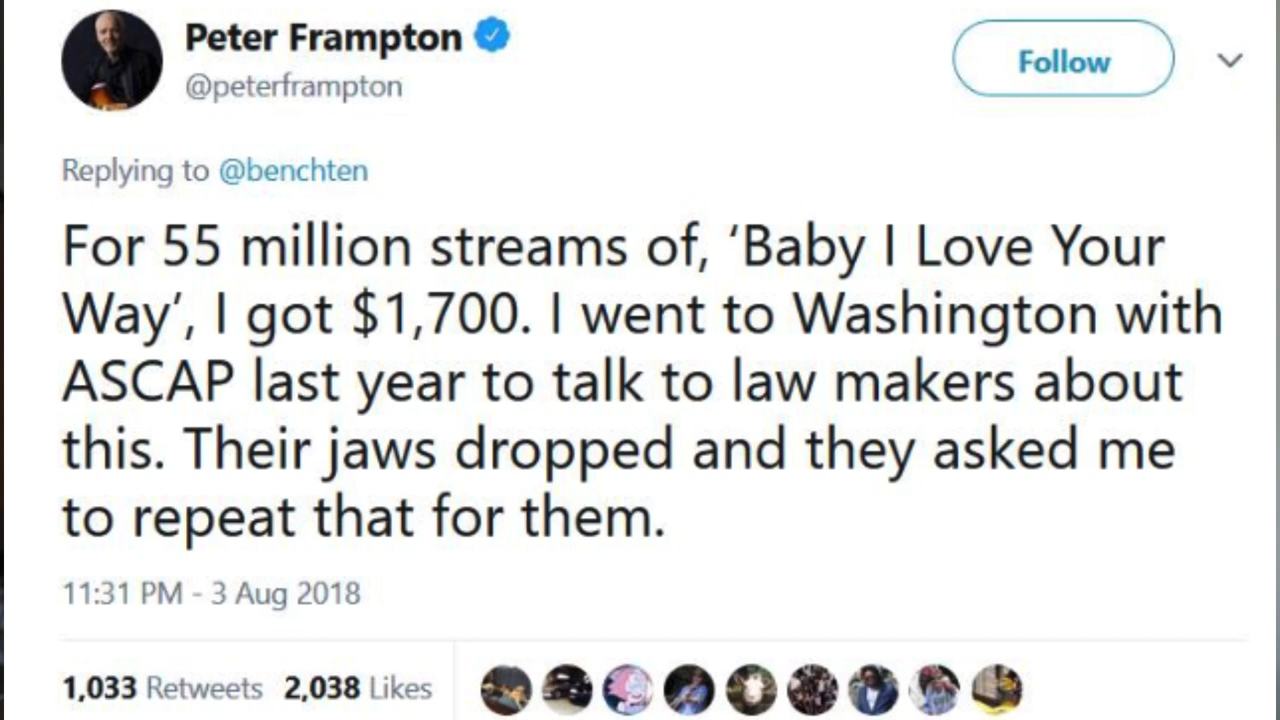 Peter Frampton
@peterframpton
Follow
Replying to @benchten
For 55 million streams of, ‘Baby I Love Your
Way’, I got $1,700. I went to Washington with
ASCAP last year to talk to law makers about
this. Their jaws dropped and they asked me
to repeat that for them.
11:31 PM - 3 Aug 2018
1,033 Retweets 2,038 Likes